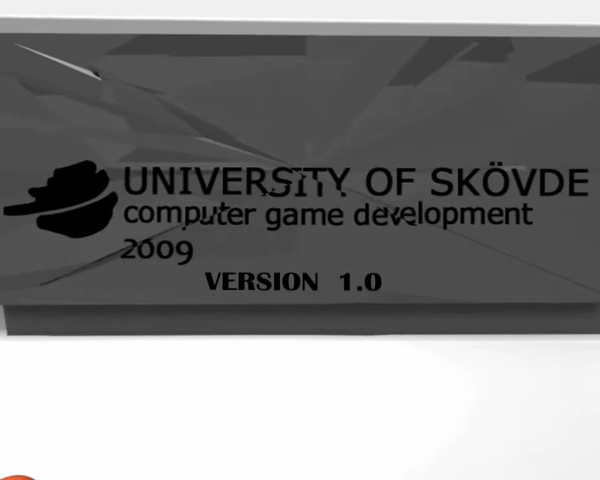 UNIVERSITY OF SKÖVDE
computer game development
2009
VERSION 1.0